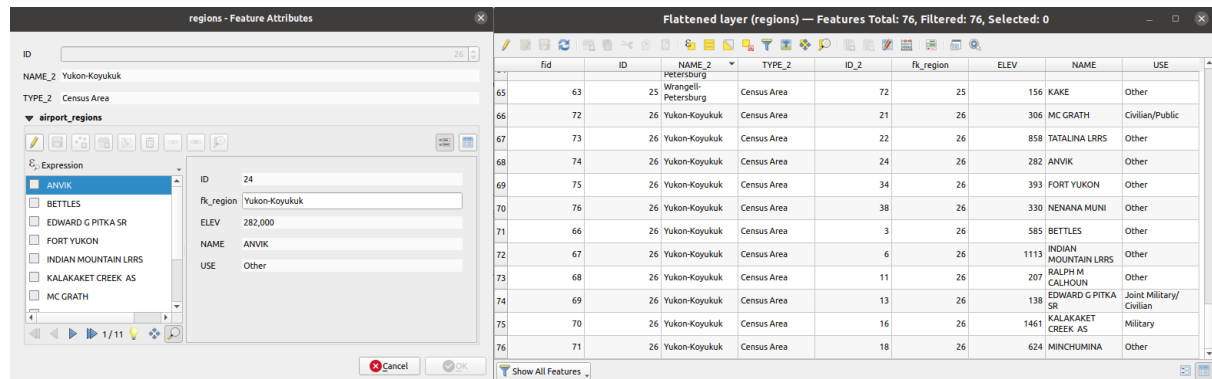 regions - Feature Attributes
ID 26
NAME_2 Yukon-Koyukuk
TYPE_2 Census Area
airport_regions
ε Expression
ANVIK
BETTLES
EDWARD G PITKA SR
FORT YUKON
INDIAN MOUNTAIN LRRS
KALAKAKET CREEK AS
MC GRATH
1/11
ID 24
fk_region Yukon-Koyukuk
ELEV 282,000
NAME ANVIK
USE Other
Cancel OK
Flattened layer (regions) — Features Total: 76, Filtered: 76, Selected: 0
fid ID NAME_2 TYPE_2 ID_2 fk_region ELEV NAME USE
Petersburg
65 63 25 Wrangell-Petersburg Census Area 72 25 156 KAKE Other
66 72 26 Yukon-Koyukuk Census Area 21 26 306 MC GRATH Civilian/Public
67 73 26 Yukon-Koyukuk Census Area 22 26 858 TATALINA LRRS Other
68 74 26 Yukon-Koyukuk Census Area 24 26 282 ANVIK Other
69 75 26 Yukon-Koyukuk Census Area 34 26 393 FORT YUKON Other
70 76 26 Yukon-Koyukuk Census Area 38 26 330 NENANA MUNI Other
71 66 26 Yukon-Koyukuk Census Area 3 26 585 BETTLES Other
72 67 26 Yukon-Koyukuk Census Area 6 26 1113 INDIAN MOUNTAIN LRRS Other
73 68 26 Yukon-Koyukuk Census Area 11 26 207 RALPH M CALHOUN Other
74 69 26 Yukon-Koyukuk Census Area 13 26 138 EDWARD G PITKA SR Joint Military/Civilian
75 70 26 Yukon-Koyukuk Census Area 16 26 1461 KALAKAKET CREEK AS Military
76 71 26 Yukon-Koyukuk Census Area 18 26 624 MINCHUMINA Other
Show All Features